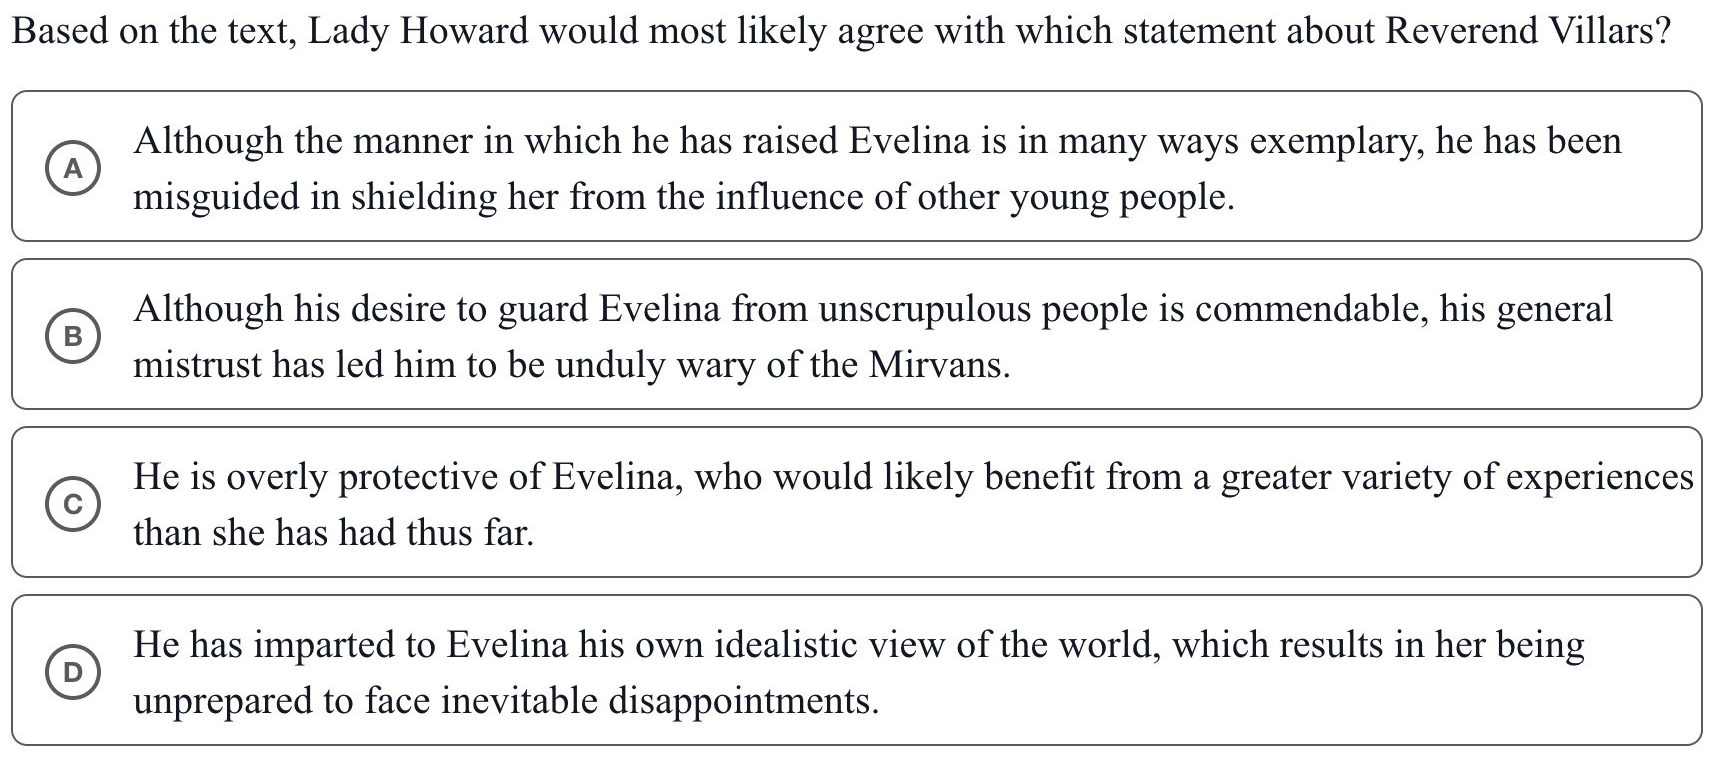 Based on the text, Lady Howard would most likely agree with which statement about Reverend Villars?
A
Although the manner in which he has raised Evelina is in many ways exemplary, he has been
misguided in shielding her from the influence of other young people.
B
Although his desire to guard Evelina from unscrupulous people is commendable, his general
mistrust has led him to be unduly wary of the Mirvans.
C
He is overly protective of Evelina, who would likely benefit from a greater variety of experiences
than she has had thus far.
D
He has imparted to Evelina his own idealistic view of the world, which results in her being
unprepared to face inevitable disappointments.